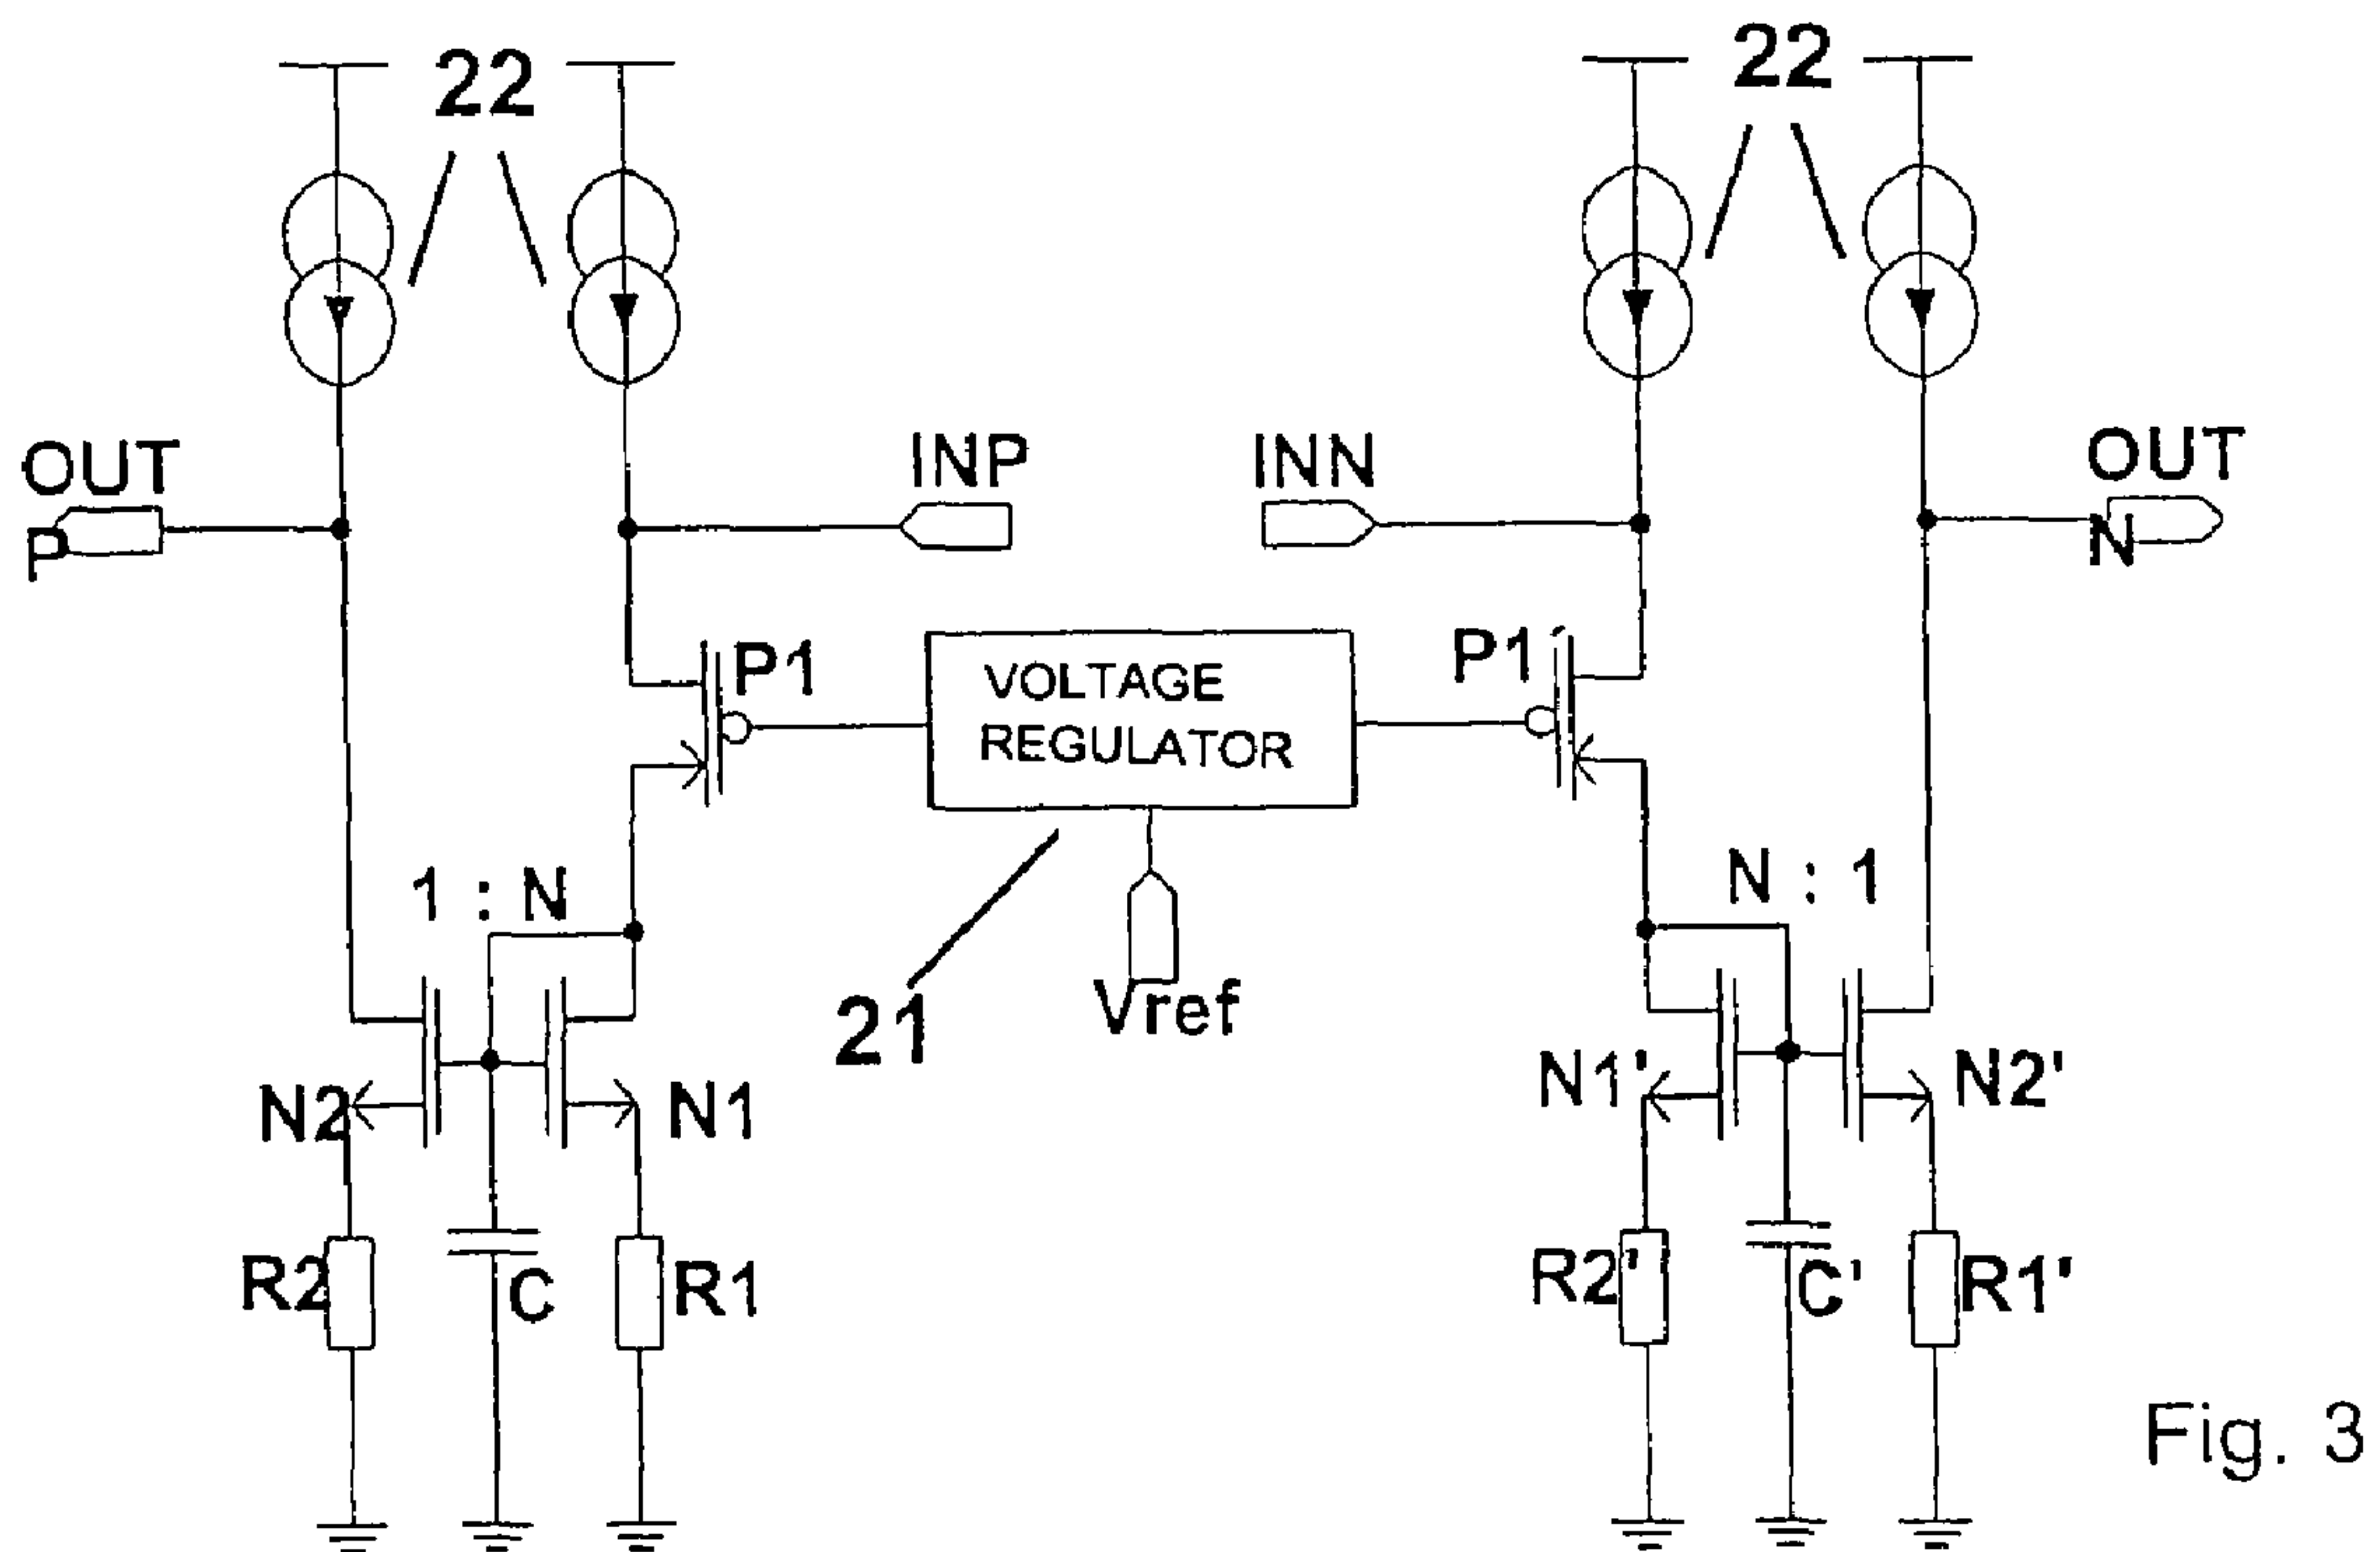 22
22
OUT
P
INP
INN
OUT
N
P1
VOLTAGE
REGULATOR
P1'
1 : N
N : 1
21
Vref
N2
N1
N1'
N2'
R2
C
R1
R2'
C'
R1'
Fig. 3